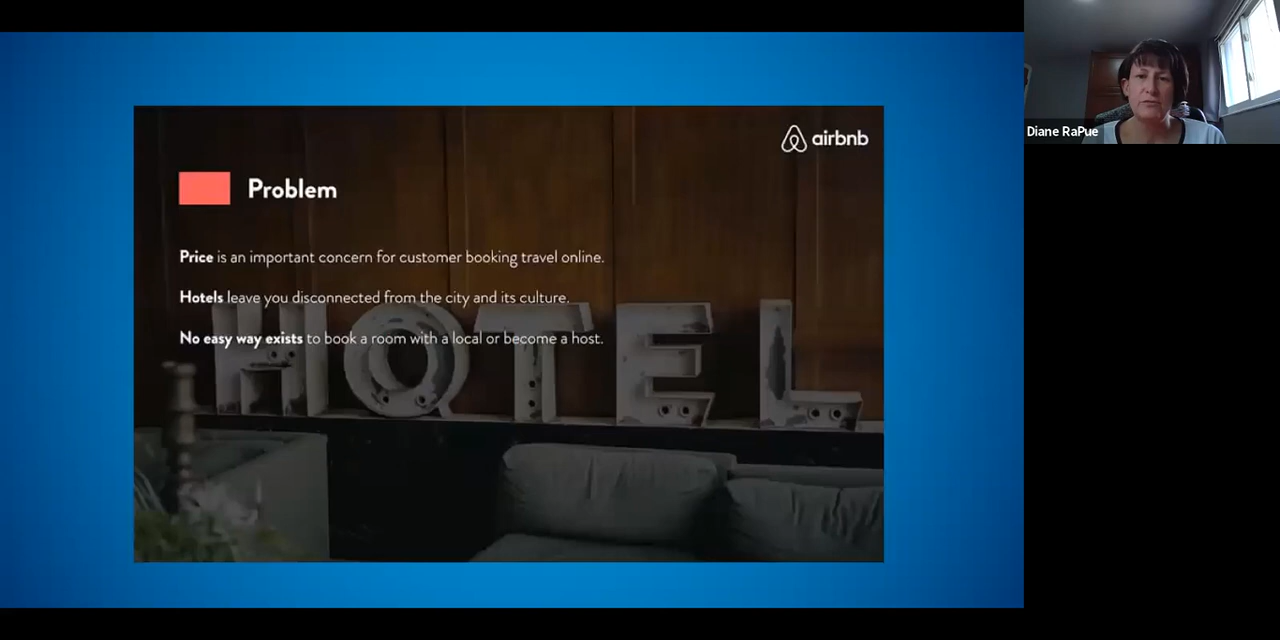 airbnb
Problem
Price is an important concern for customer booking travel online.
Hotels leave you disconnected from the city and its culture.
No easy way exists to book a room with a local or become a host.
HOTEL
Diane RaPue